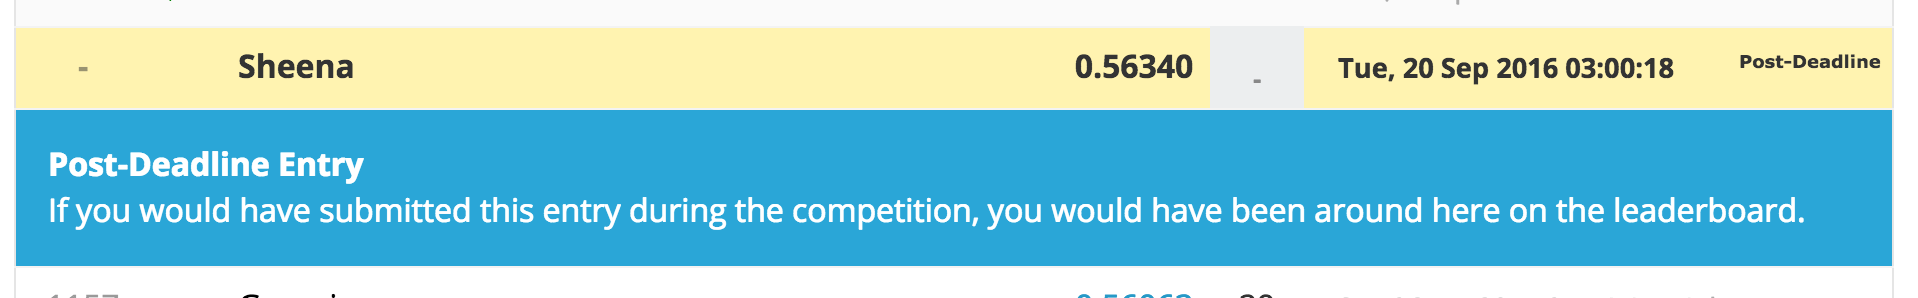 - Sheena 0.56340 - Tue, 20 Sep 2016 03:00:18 Post-Deadline
Post-Deadline Entry
If you would have submitted this entry during the competition, you would have been around here on the leaderboard.